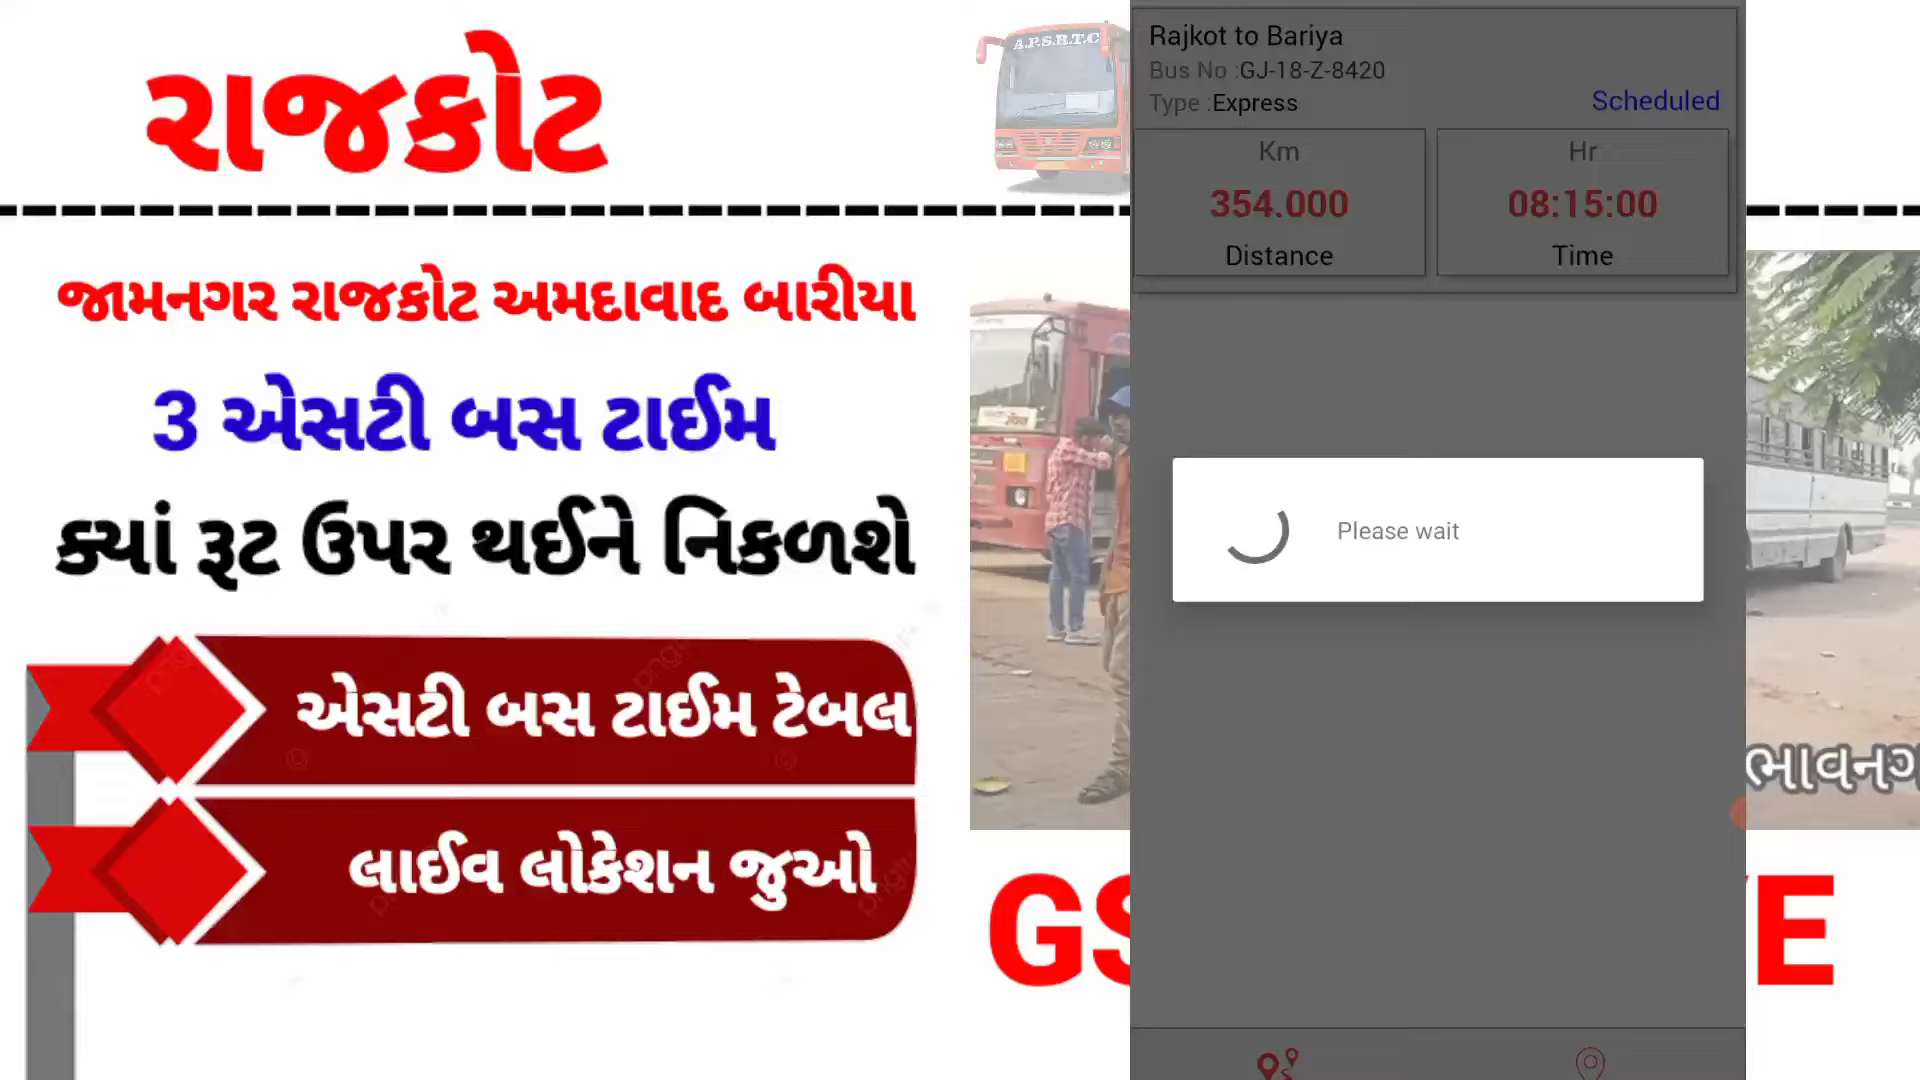 રાજકોટ
જામનગર રાજકોટ અમદાવાદ બારીયા
3 એસટી બસ ટાઈમ
ક્યાં રૂટ ઉપર થઈને નિકળશે
એસટી બસ ટાઈમ ટેબલ
લાઈવ લોકેશન જુઓ
A.P.S.R.T.C
Rajkot to Bariya
Bus No :GJ-18-Z-8420
Type :Express
Scheduled
Km
354.000
Distance
Hr
08:15:00
Time
Please wait
ભાવનગ
GS
E